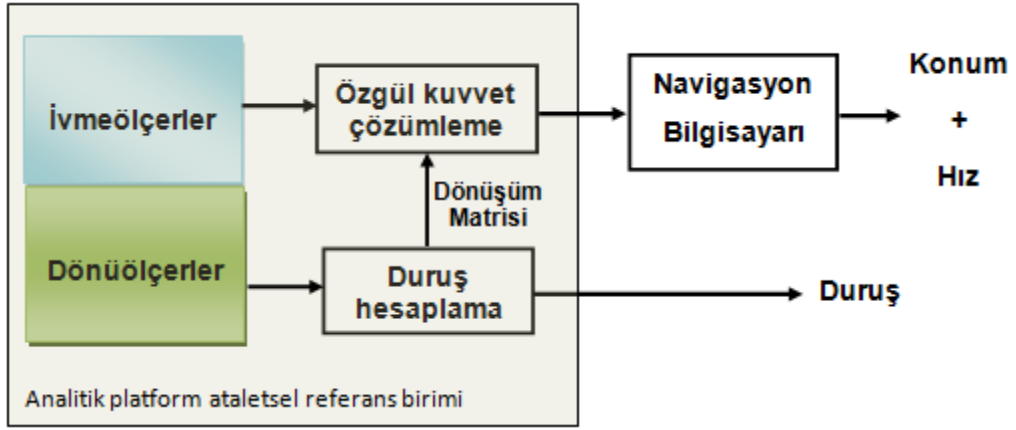 İvmeölçerler
Özgül kuvvet
çözümleme
Navigasyon
Bilgisayarı
Konum
+
Hız
Dönüşüm
Matrisi
Dönüölçerler
Duruş
hesaplama
Duruş
Analitik platform ataletsel referans birimi